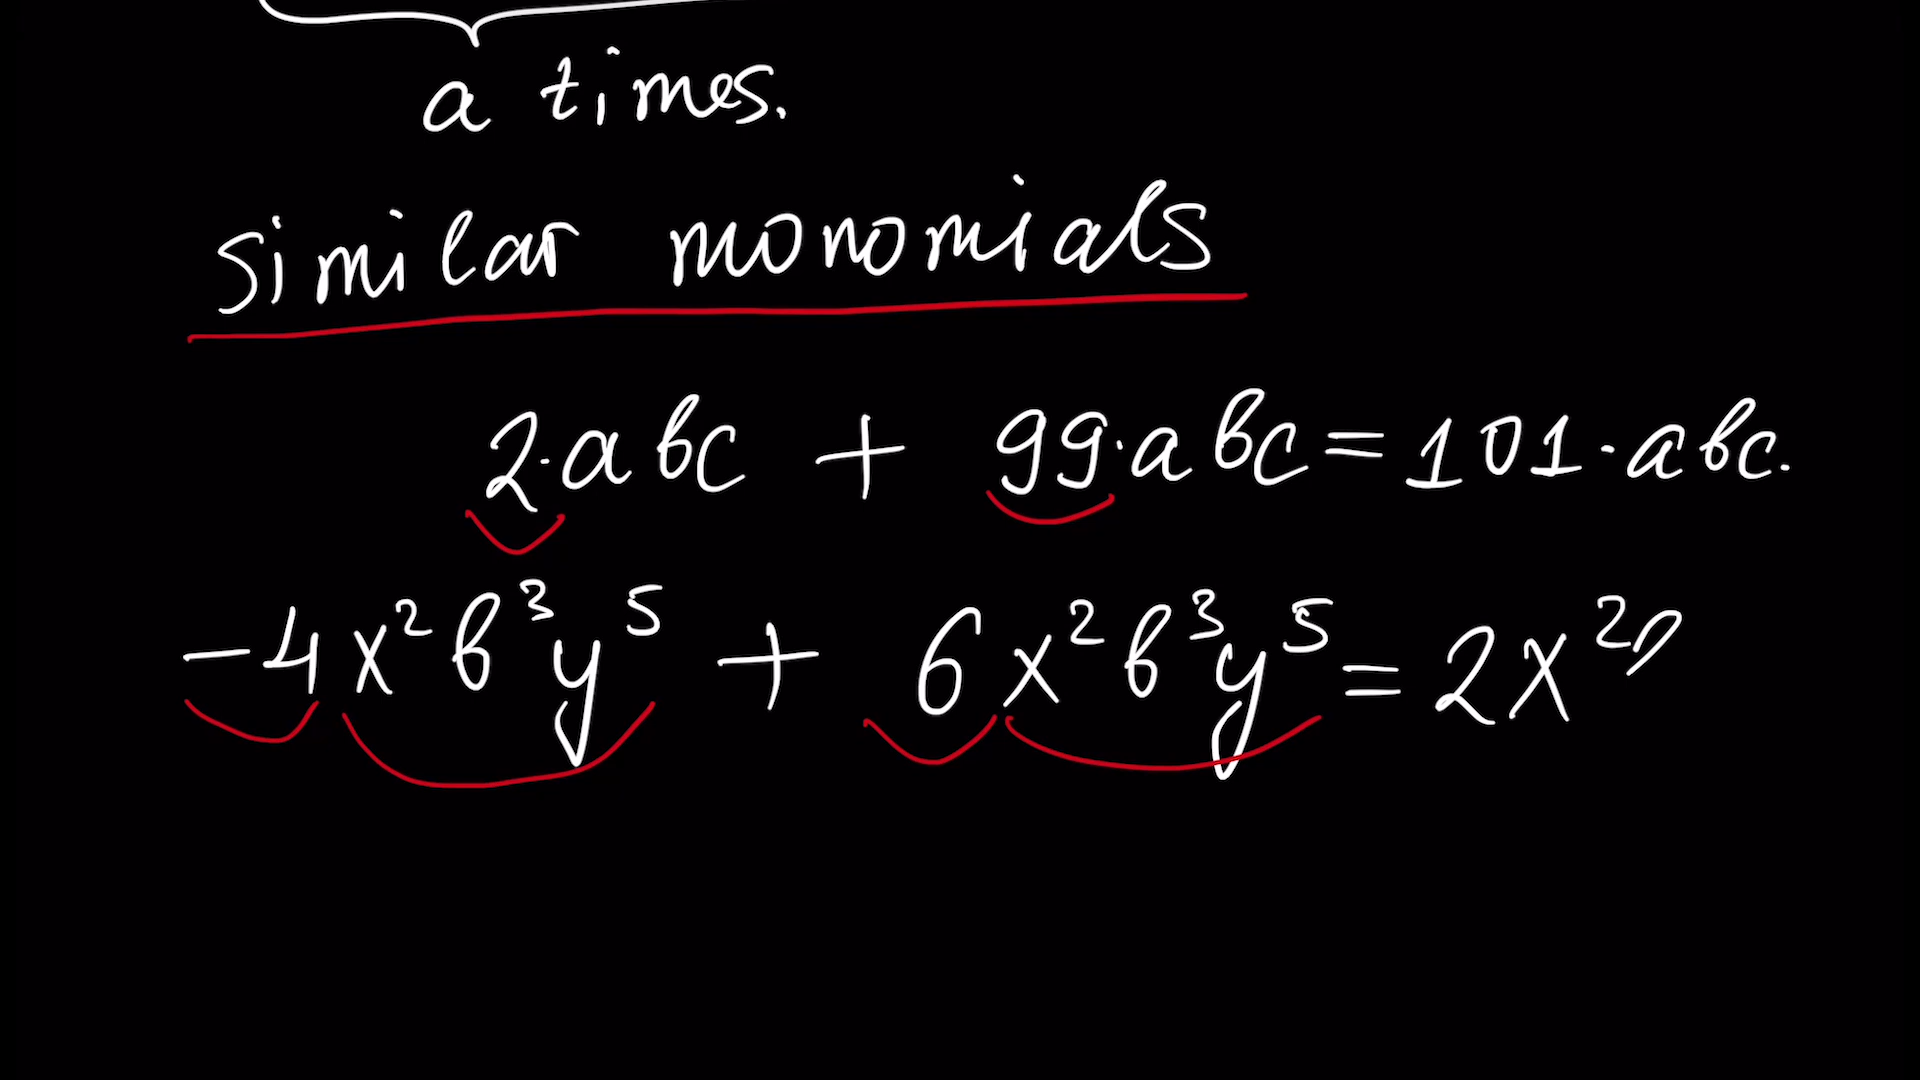 a times.
similar monomials
2·abc + 99·abc = 101·abc.
-4x²b³y⁵ + 6x²b³y⁵ = 2x²